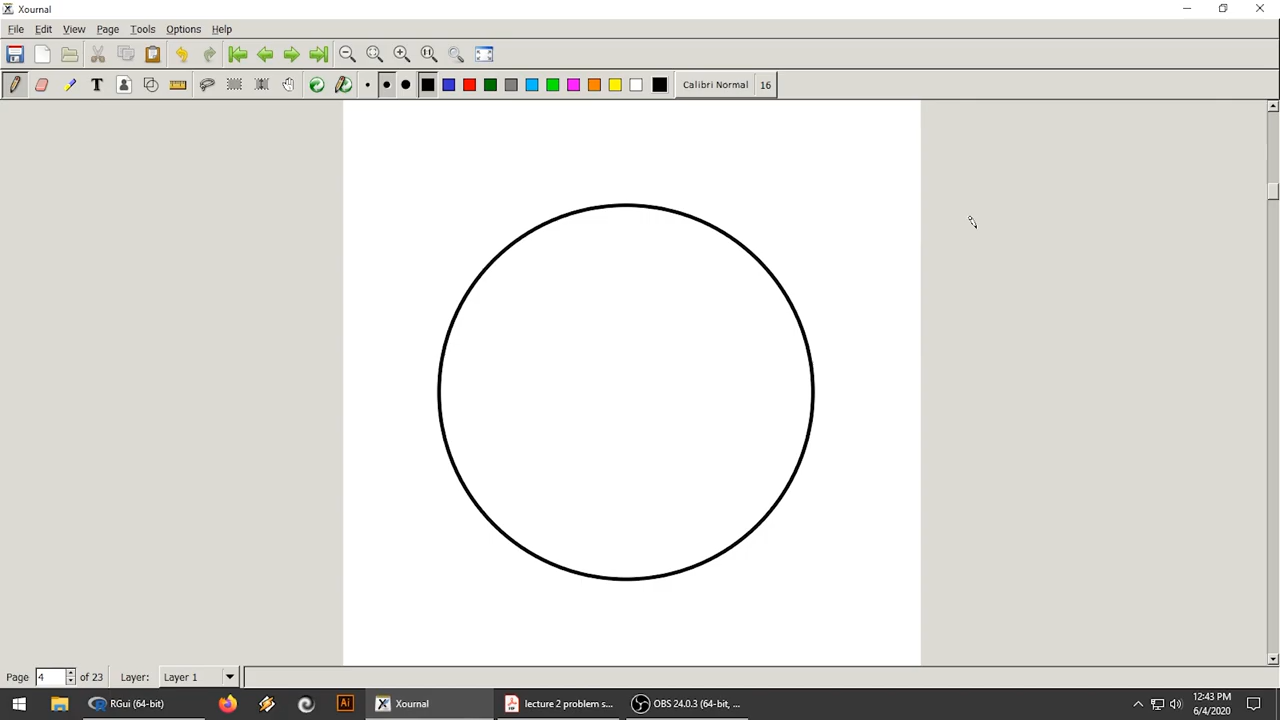 Xournal
File Edit View Page Tools Options Help
T Calibri Normal 16
Page 4 of 23 Layer: Layer 1
RGui (64-bit) Ai Xournal lecture 2 problem s... OBS 24.0.3 (64-bit, ... 12:43 PM
6/4/2020